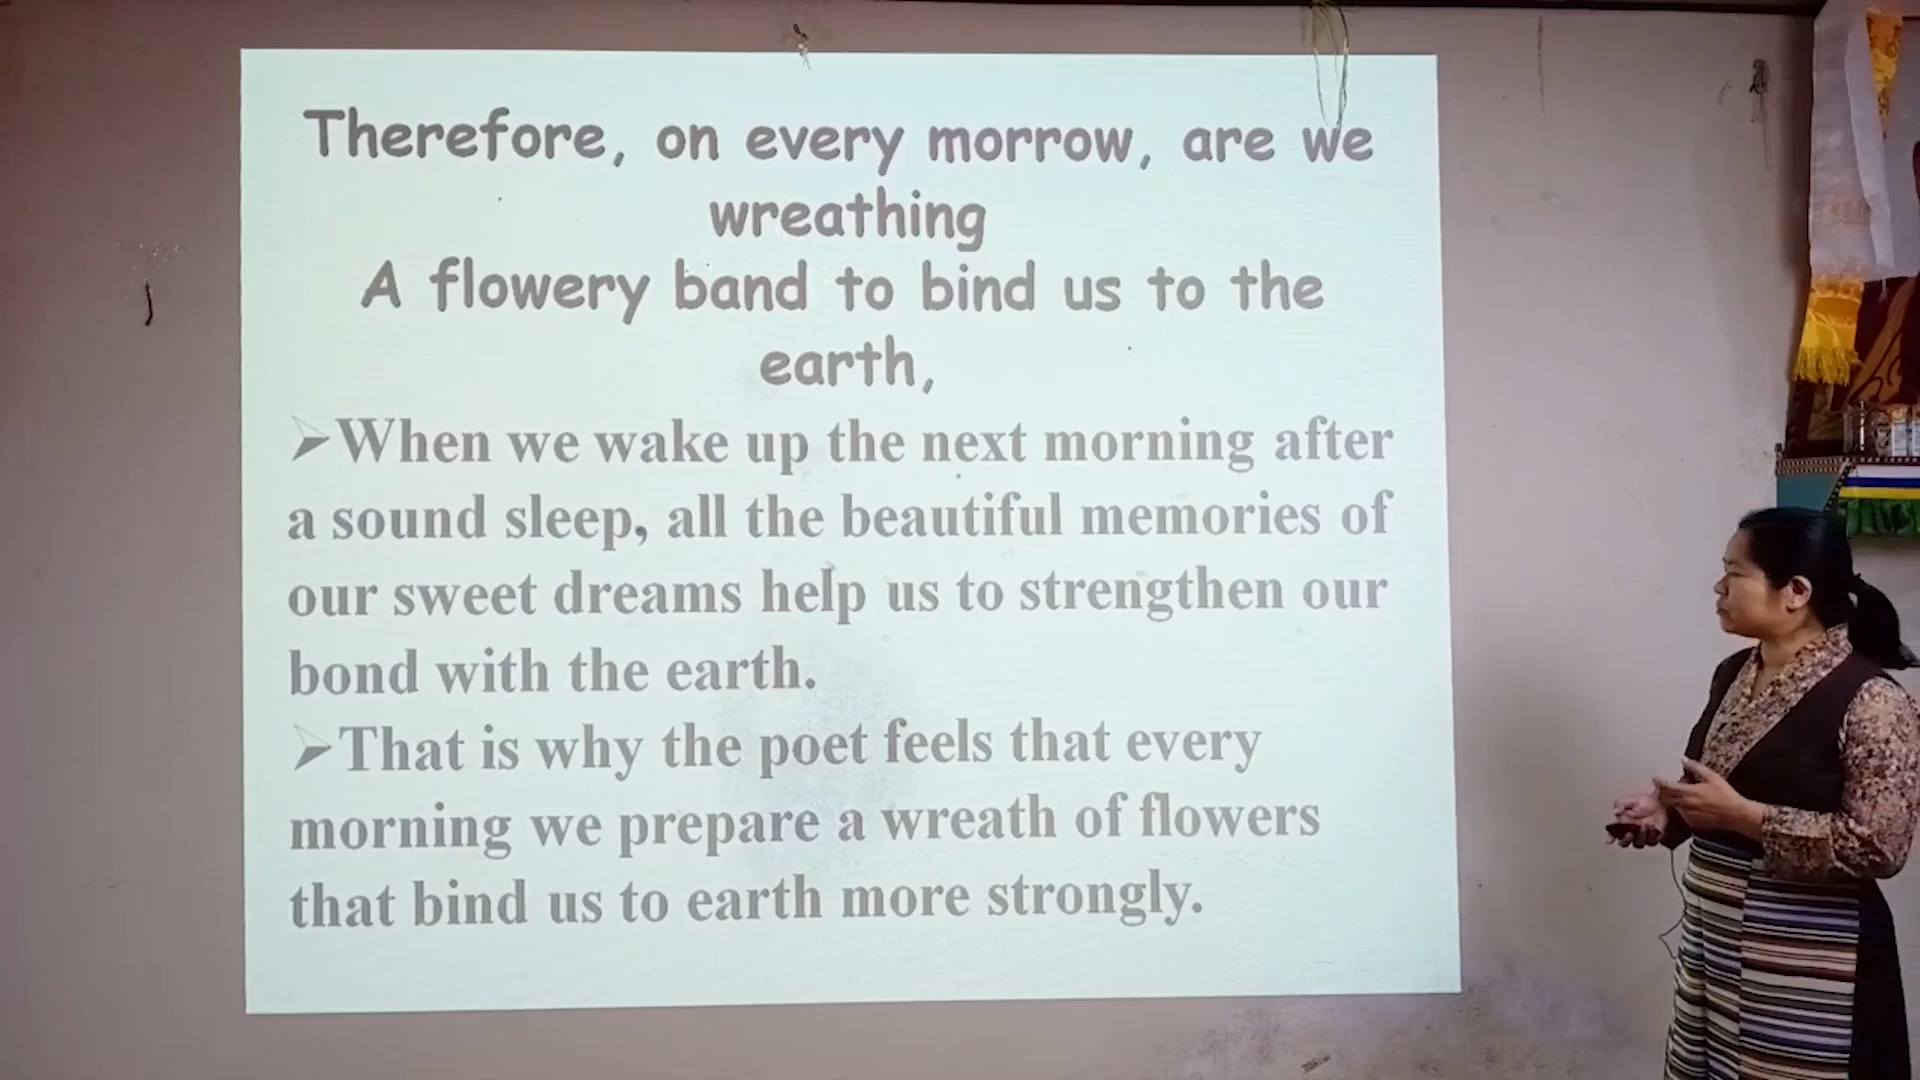 Therefore, on every morrow, are we
wreathing
A flowery band to bind us to the
earth,
➢When we wake up the next morning after
a sound sleep, all the beautiful memories of
our sweet dreams help us to strengthen our
bond with the earth.
➢That is why the poet feels that every
morning we prepare a wreath of flowers
that bind us to earth more strongly.